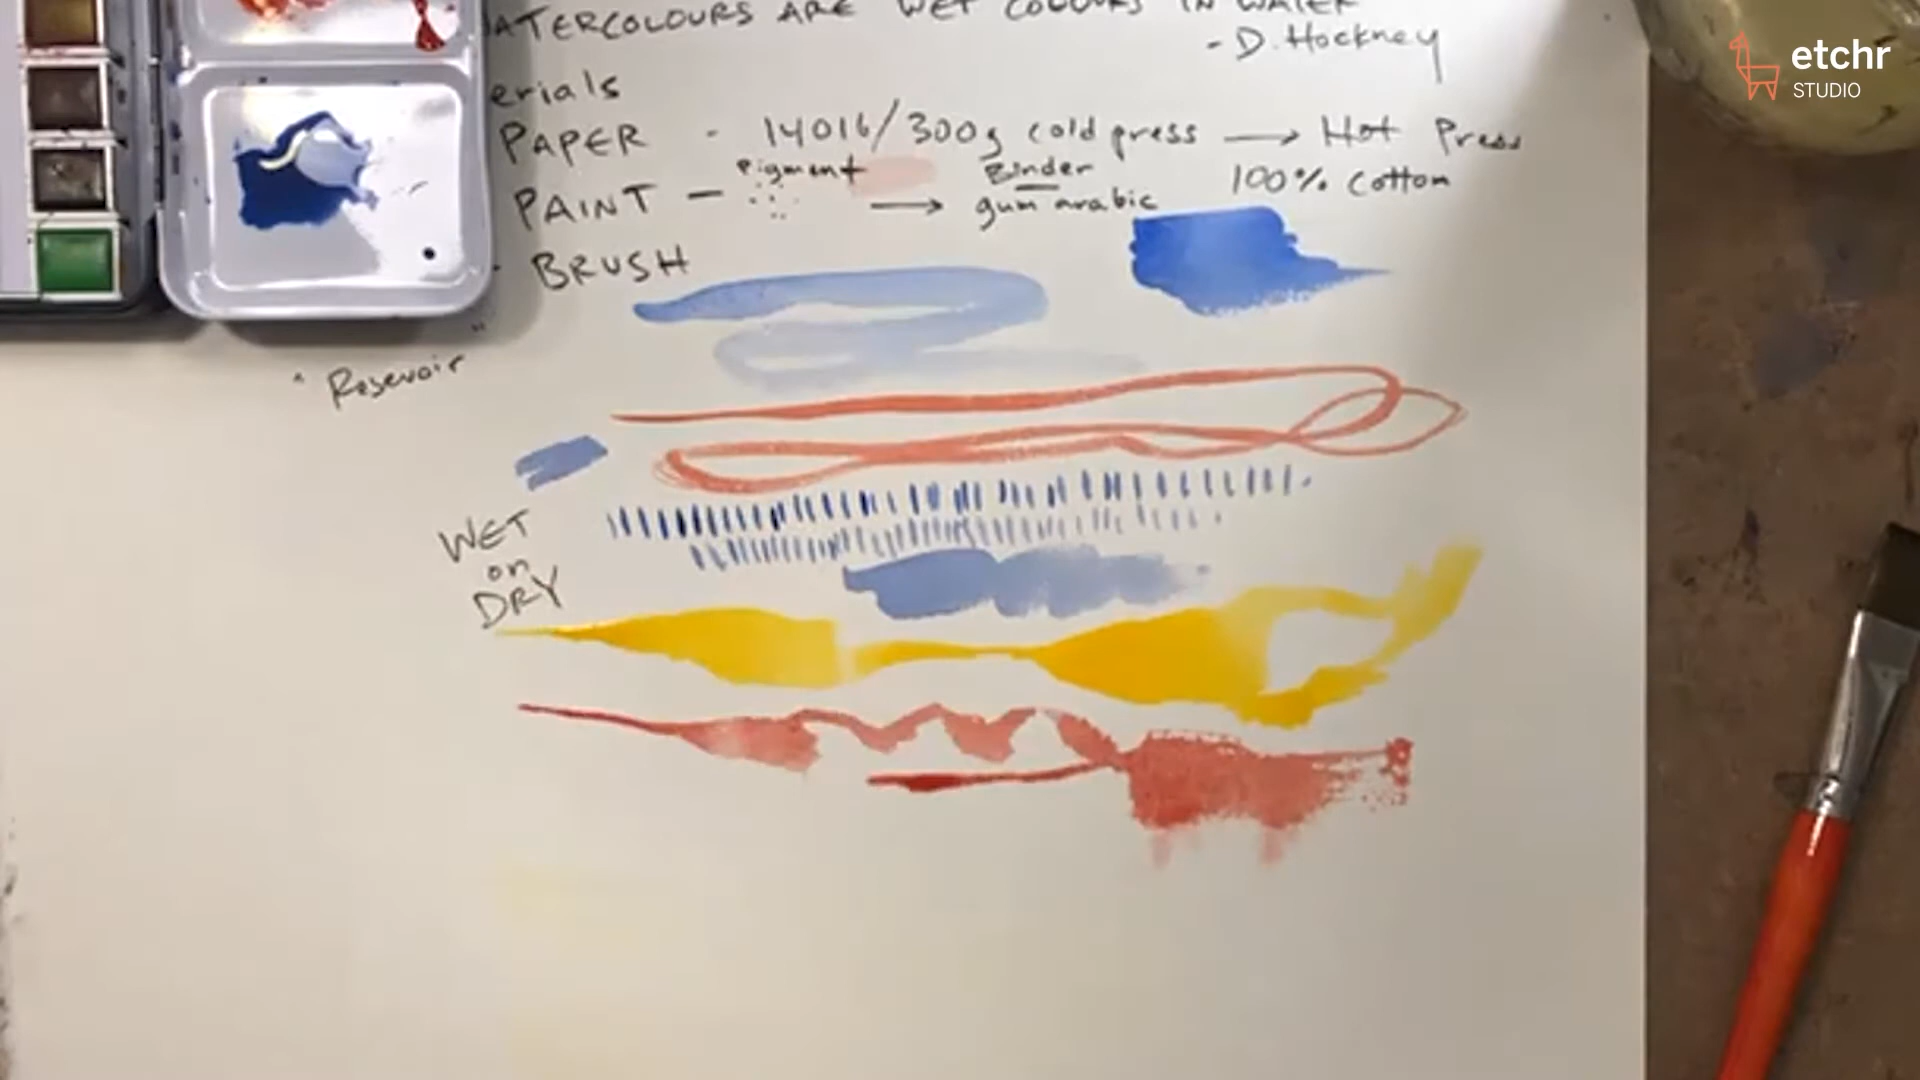 WATERCOLOURS ARE WET COLOURS IN WATER
- D. Hockney
etchr
STUDIO
erials
PAPER - 140lb/300g cold press → Hot Press
100% Cotton
Pigment Binder
PAINT — → gum arabic
BRUSH
"Resevoir"
WET
on
DRY